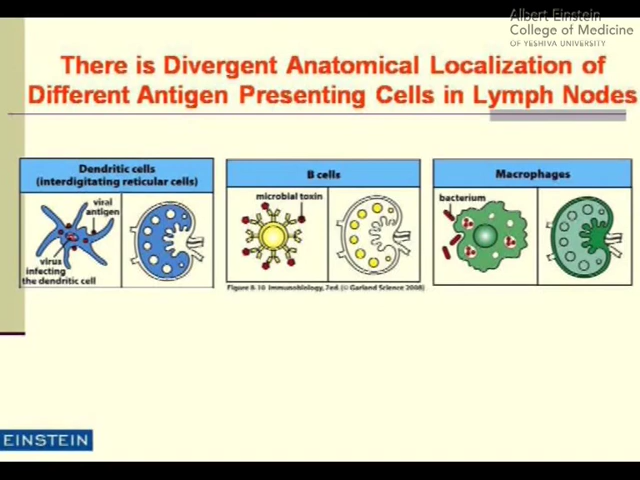 Albert Einstein
College of Medicine
OF YESHIVA UNIVERSITY
There is Divergent Anatomical Localization of
Different Antigen Presenting Cells in Lymph Nodes
Dendritic cells
(interdigitating reticular cells)
viral
antigen
virus
infecting
the dendritic cell
B cells
microbial toxin
Macrophages
bacterium
Figure 8-10 Immunobiology, 7ed. (© Garland Science 2008)
EINSTEIN